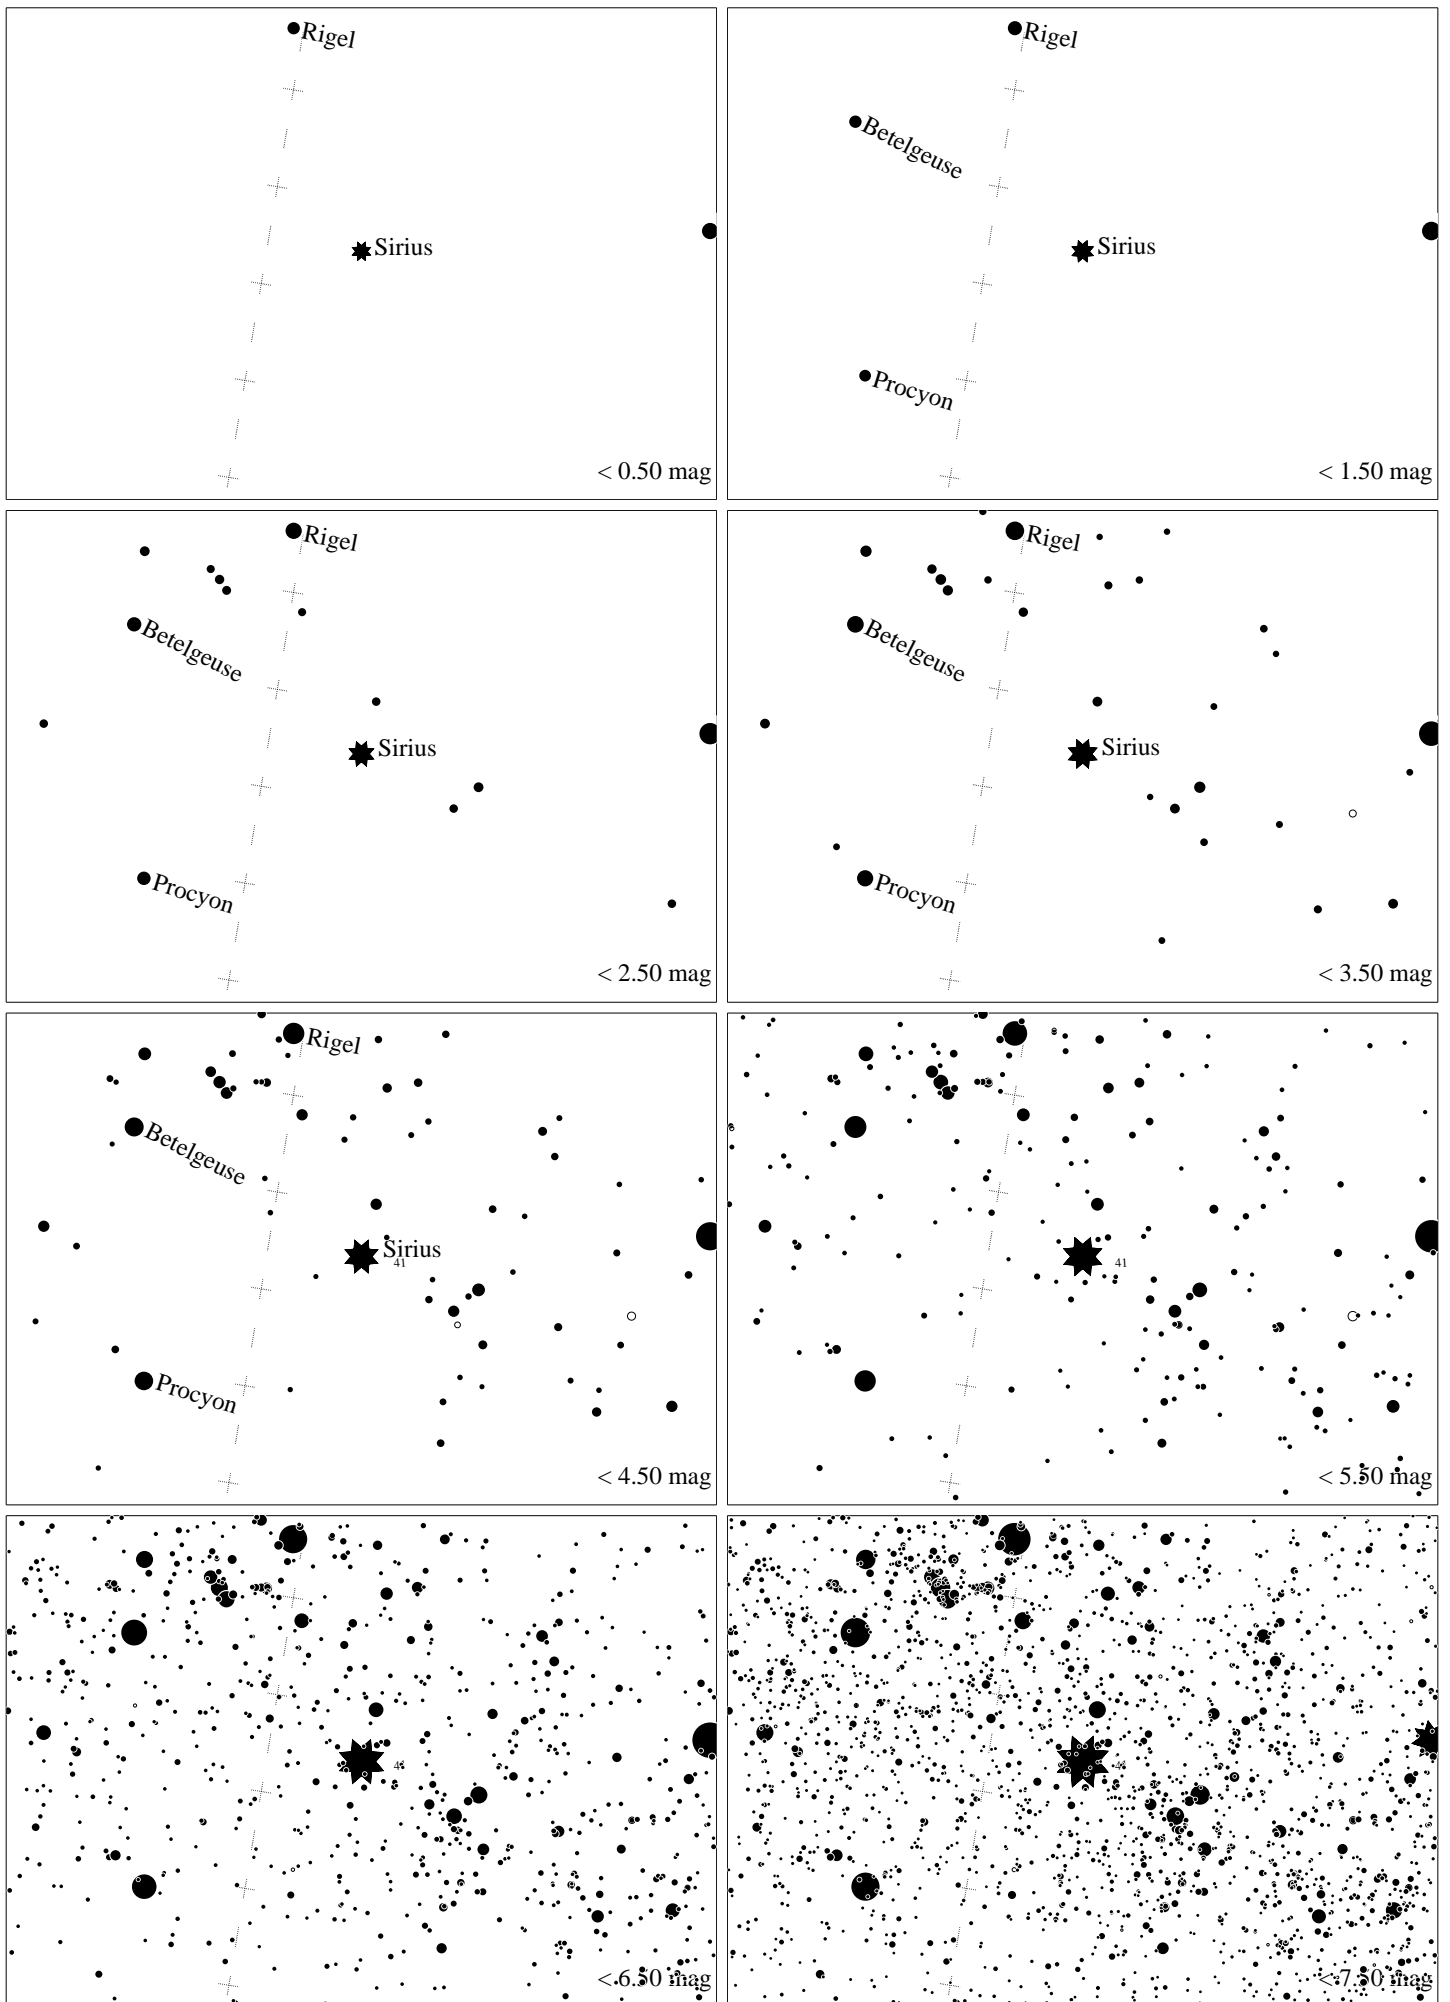 Rigel
Sirius
< 0.50 mag
Rigel
Betelgeuse
Sirius
Procyon
< 1.50 mag
Rigel
Betelgeuse
Sirius
Procyon
< 2.50 mag
Rigel
Betelgeuse
Sirius
Procyon
< 3.50 mag
Rigel
Betelgeuse
Sirius
41
Procyon
< 4.50 mag
41
< 5.50 mag
41
< 6.50 mag
< 7.50 mag